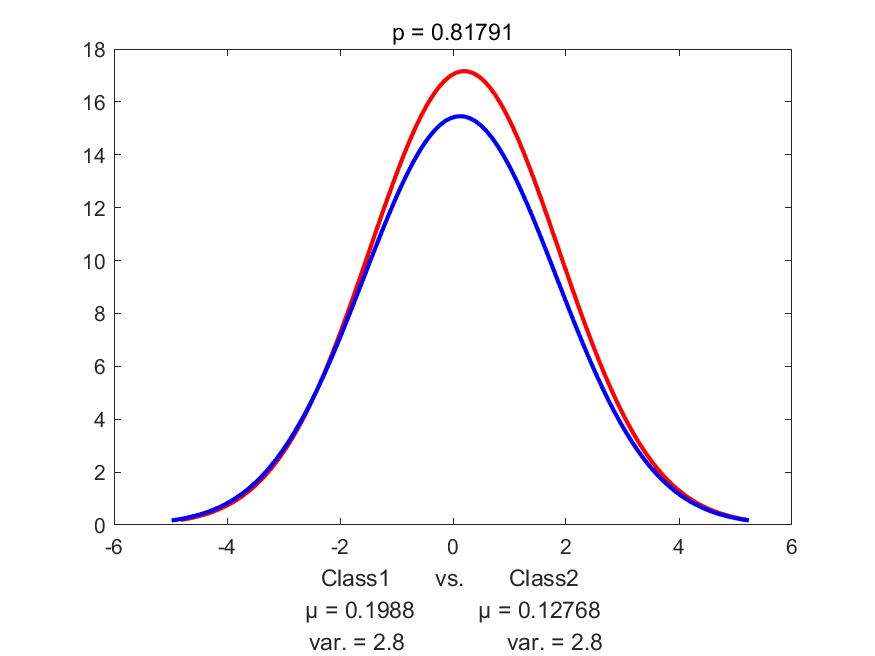 p = 0.81791
18
16
14
12
10
8
6
4
2
0
-6 -4 -2 0 2 4 6
Class1 vs. Class2
μ = 0.1988 μ = 0.12768
var. = 2.8 var. = 2.8